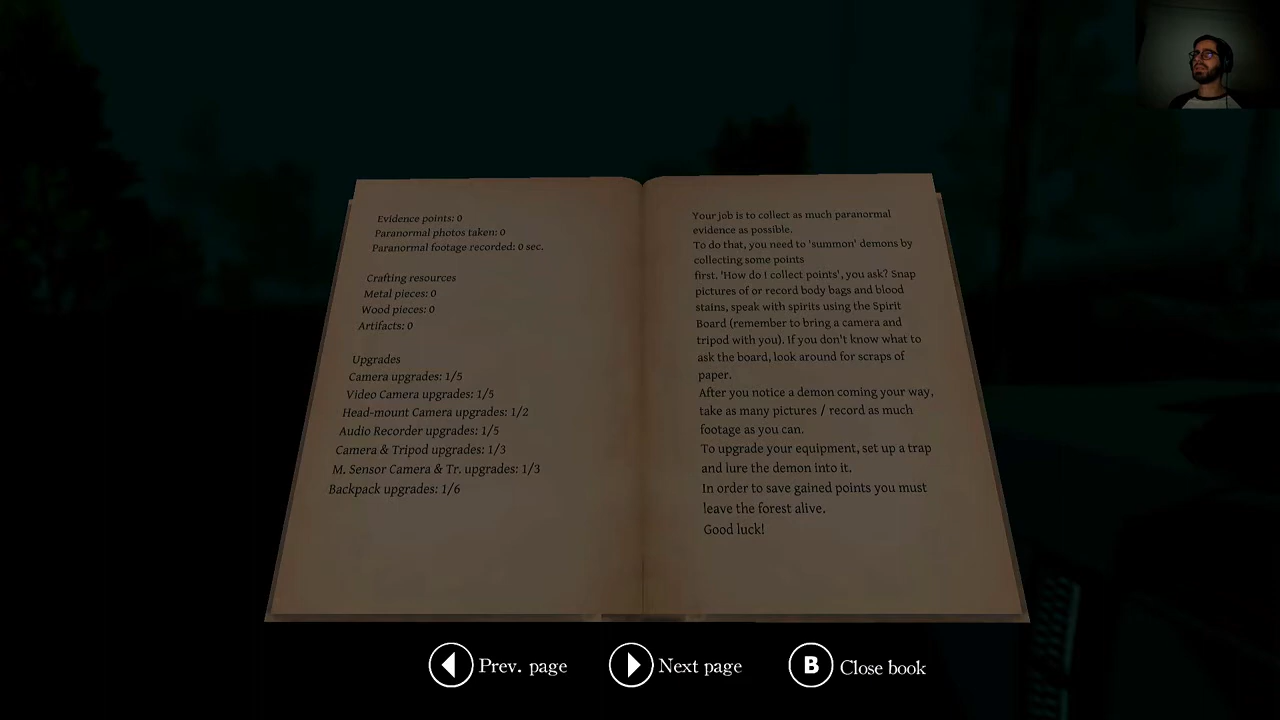 Evidence points: 0
Paranormal photos taken: 0
Paranormal footage recorded: 0 sec.
Crafting resources
Metal pieces: 0
Wood pieces: 0
Artifacts: 0
Upgrades
Camera upgrades: 1/5
Video Camera upgrades: 1/5
Head-mount Camera upgrades: 1/2
Audio Recorder upgrades: 1/5
Camera & Tripod upgrades: 1/3
M. Sensor Camera & Tr. upgrades: 1/3
Backpack upgrades: 1/6
Your job is to collect as much paranormal
evidence as possible.
To do that, you need to 'summon' demons by
collecting some points
first. 'How do I collect points', you ask? Snap
pictures of or record body bags and blood
stains, speak with spirits using the Spirit
Board (remember to bring a camera and
tripod with you). If you don't know what to
ask the board, look around for scraps of
paper.
After you notice a demon coming your way,
take as many pictures / record as much
footage as you can.
To upgrade your equipment, set up a trap
and lure the demon into it.
In order to save gained points you must
leave the forest alive.
Good luck!
Prev. page
Next page
B Close book